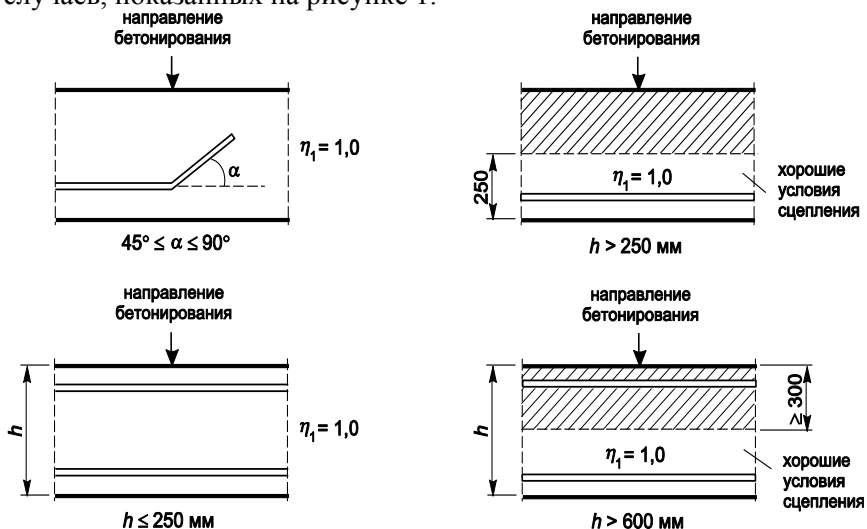 случаев, показанных на рисунке 1:
направление
бетонирования
α
η1 = 1,0
45° ≤ α ≤ 90°
направление
бетонирования
250
η1 = 1,0
хорошие
условия
сцепления
h > 250 мм
направление
бетонирования
h
η1 = 1,0
h ≤ 250 мм
направление
бетонирования
h
≥ 300
η1 = 1,0
хорошие
условия
сцепления
h > 600 мм